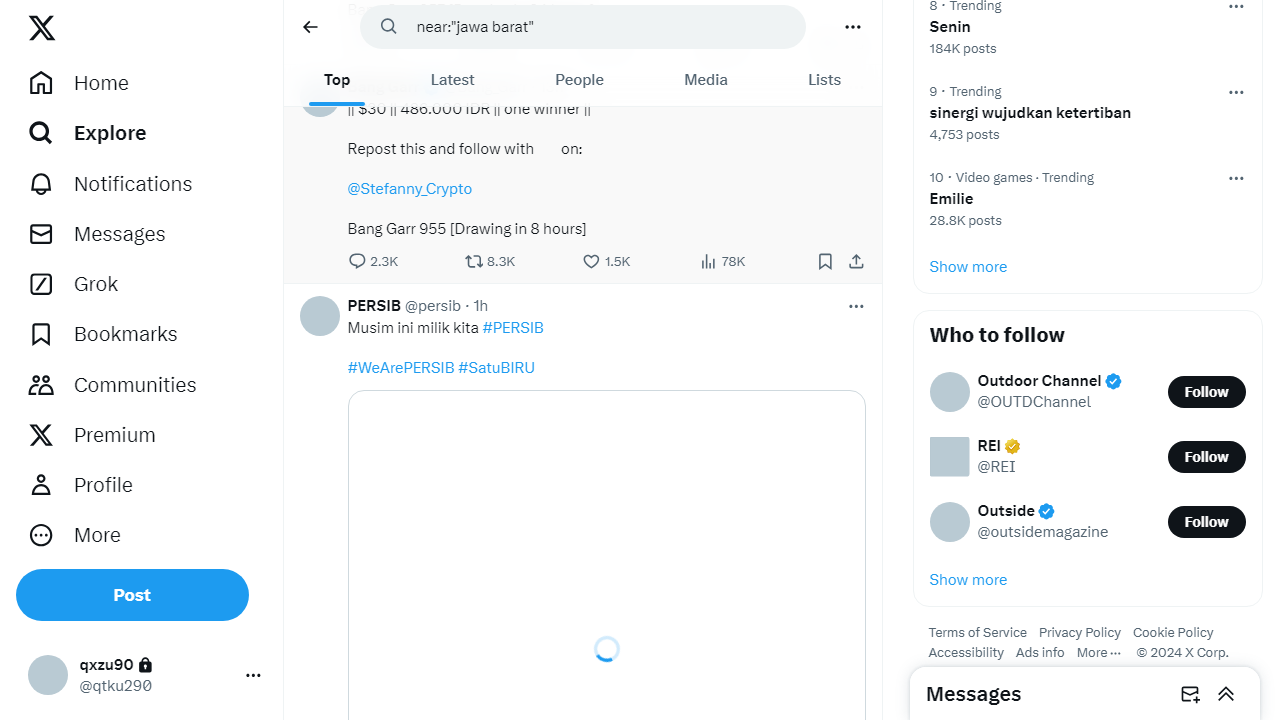 Home
Explore
Notifications
Messages
Grok
Bookmarks
Communities
Premium
Profile
More
Post
qxzu90
@qtku290
near:"jawa barat"
Top
Latest
People
Media
Lists
|| $30 || 486.000 IDR || one winner ||
Repost this and follow with on:
@Stefanny_Crypto
Bang Garr 955 [Drawing in 8 hours]
2.3K
8.3K
1.5K
78K
PERSIB @persib · 1h
Musim ini milik kita #PERSIB
#WeArePERSIB #SatuBIRU
8 · Trending
Senin
184K posts
9 · Trending
sinergi wujudkan ketertiban
4,753 posts
10 · Video games · Trending
Emilie
28.8K posts
Show more
Who to follow
Outdoor Channel
@OUTDChannel
Follow
REI
@REI
Follow
Outside
@outsidemagazine
Follow
Show more
Terms of Service Privacy Policy Cookie Policy
Accessibility Ads info More ··· © 2024 X Corp.
Messages